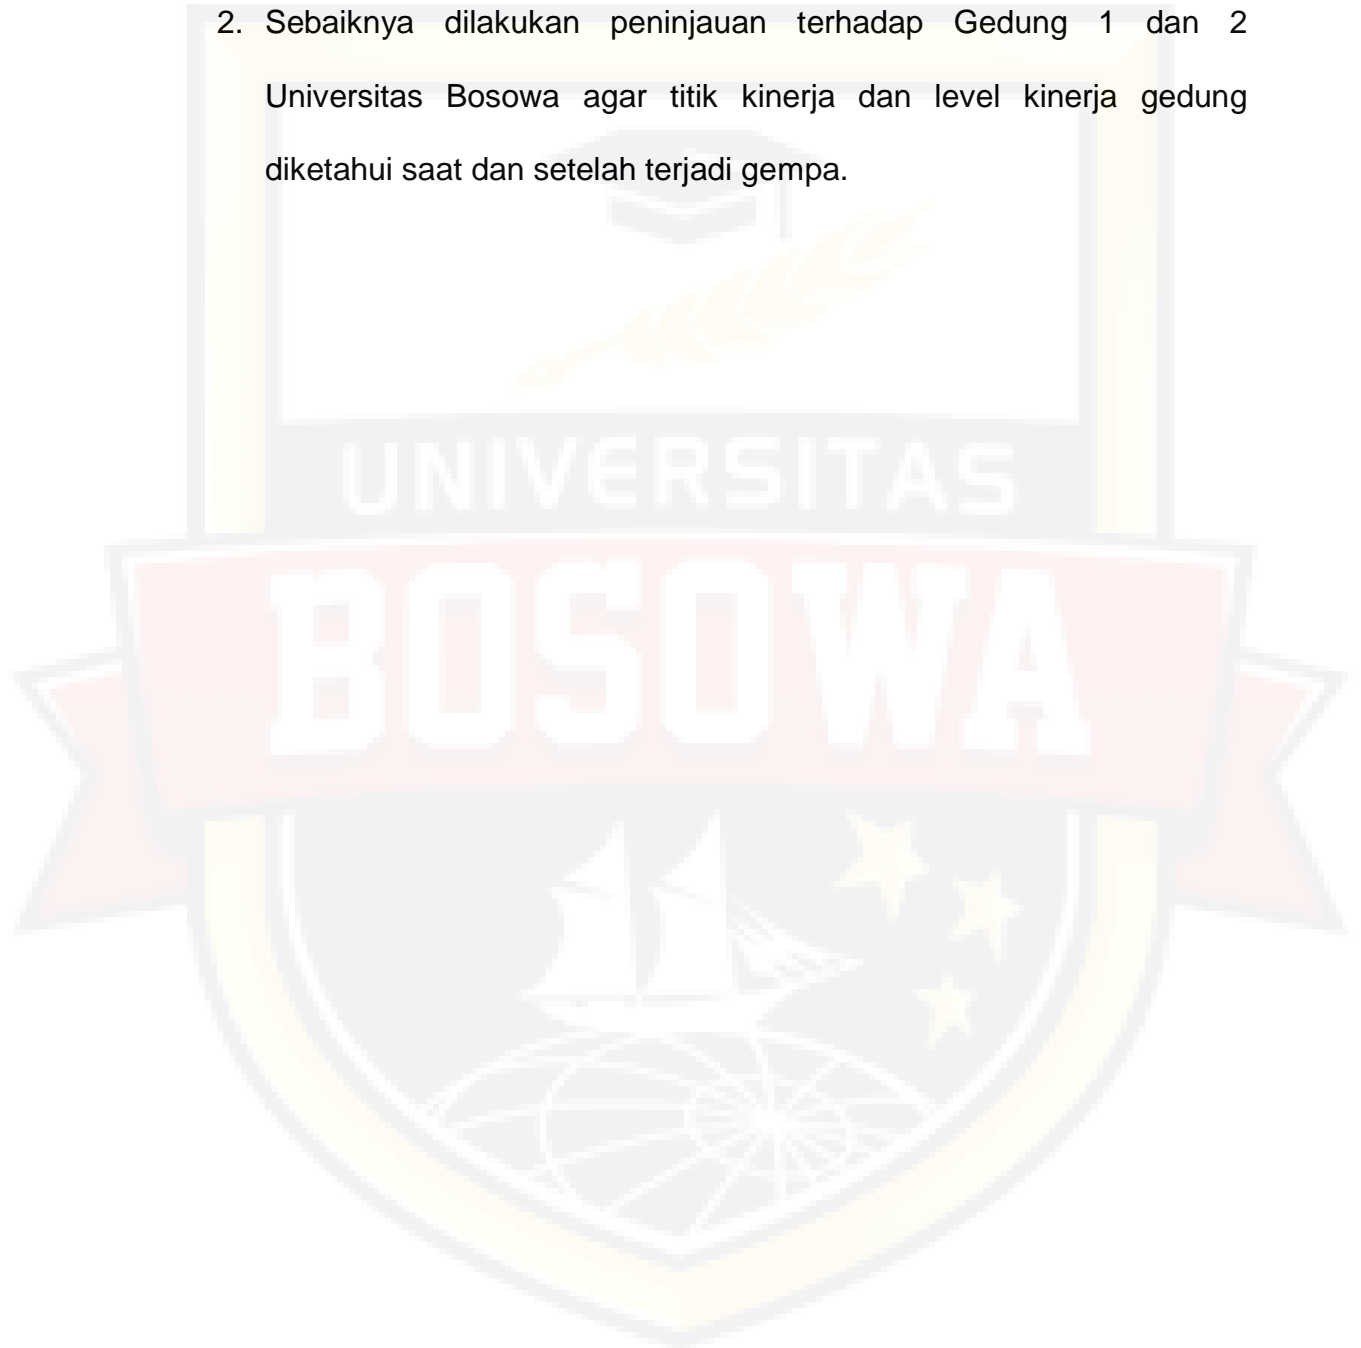 2. Sebaiknya dilakukan peninjauan terhadap Gedung 1 dan 2
Universitas Bosowa agar titik kinerja dan level kinerja gedung
diketahui saat dan setelah terjadi gempa.
UNIVERSITAS
BOSOWA